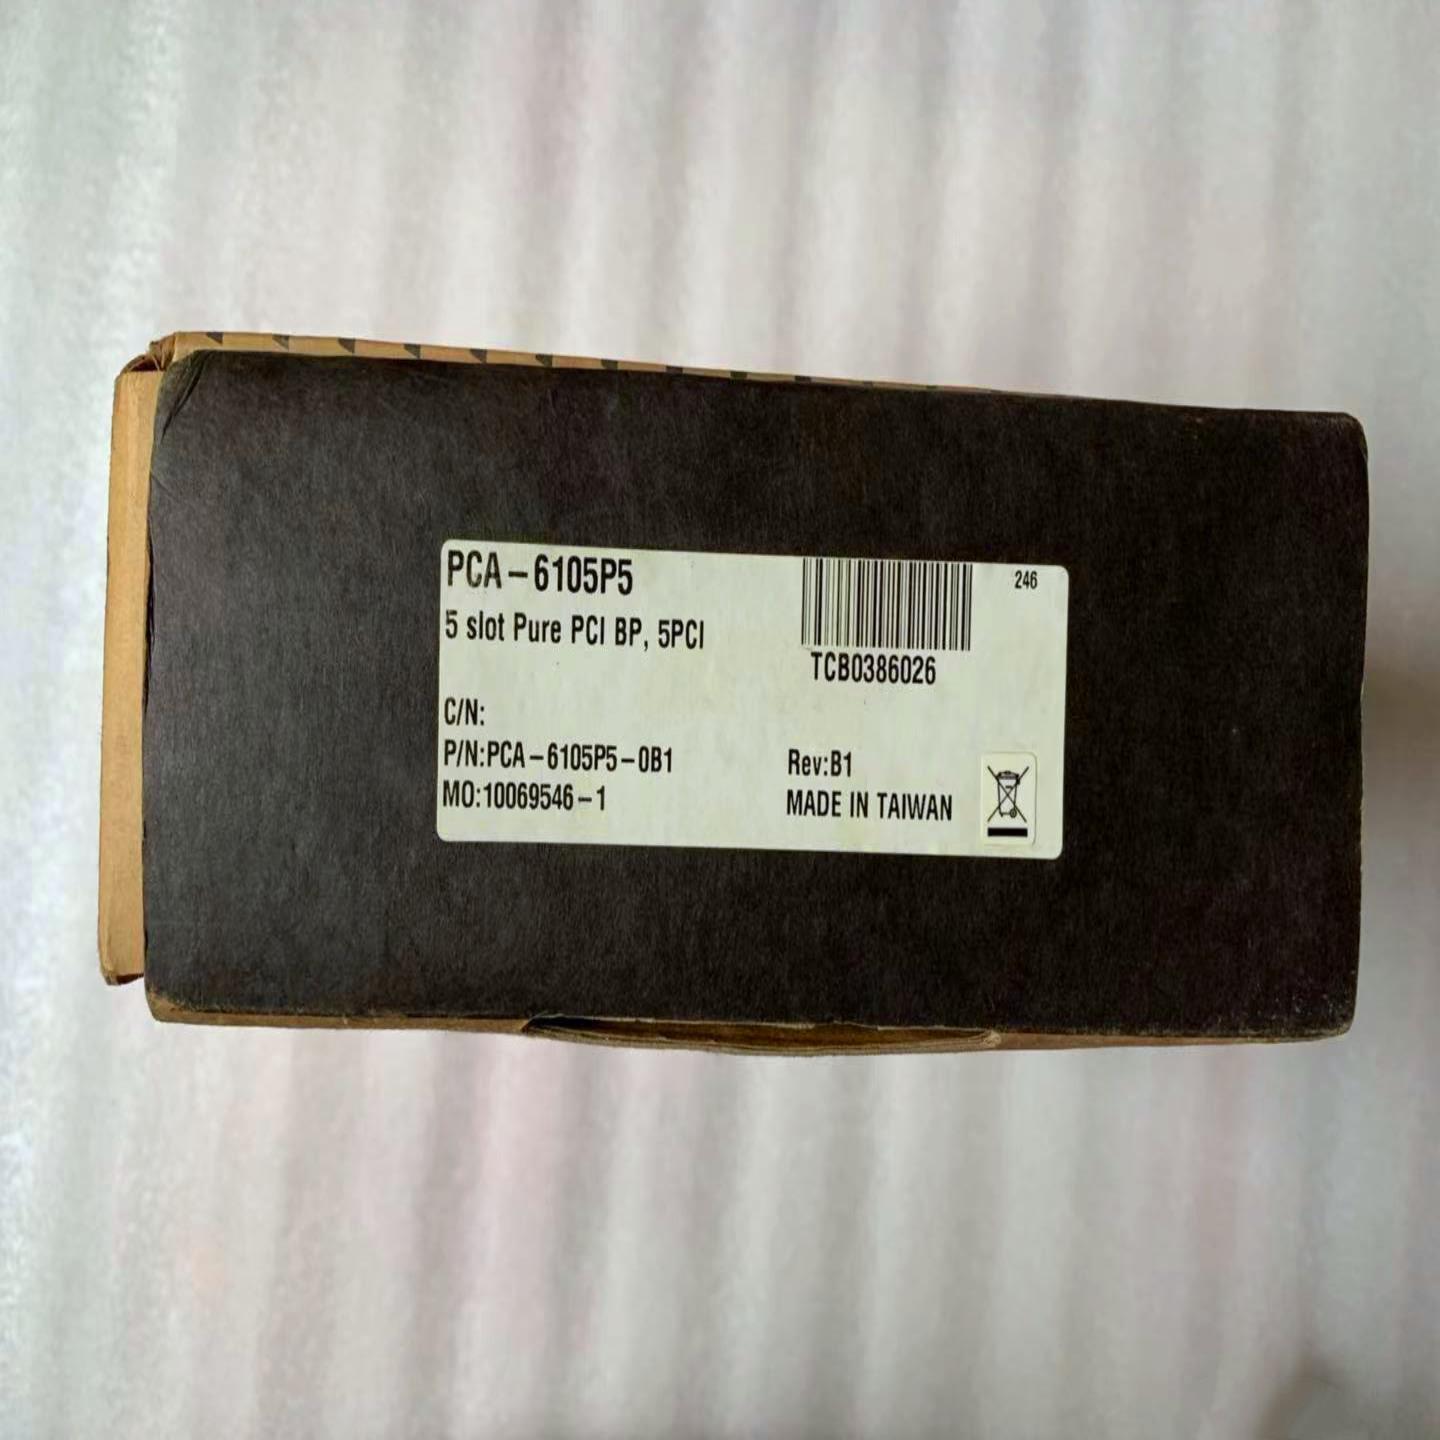 PCA-6105P5
5 slot Pure PCI BP, 5PCI
246
TCB0386026
C/N:
P/N:PCA-6105P5-0B1
Rev:B1
MO:10069546-1
MADE IN TAIWAN